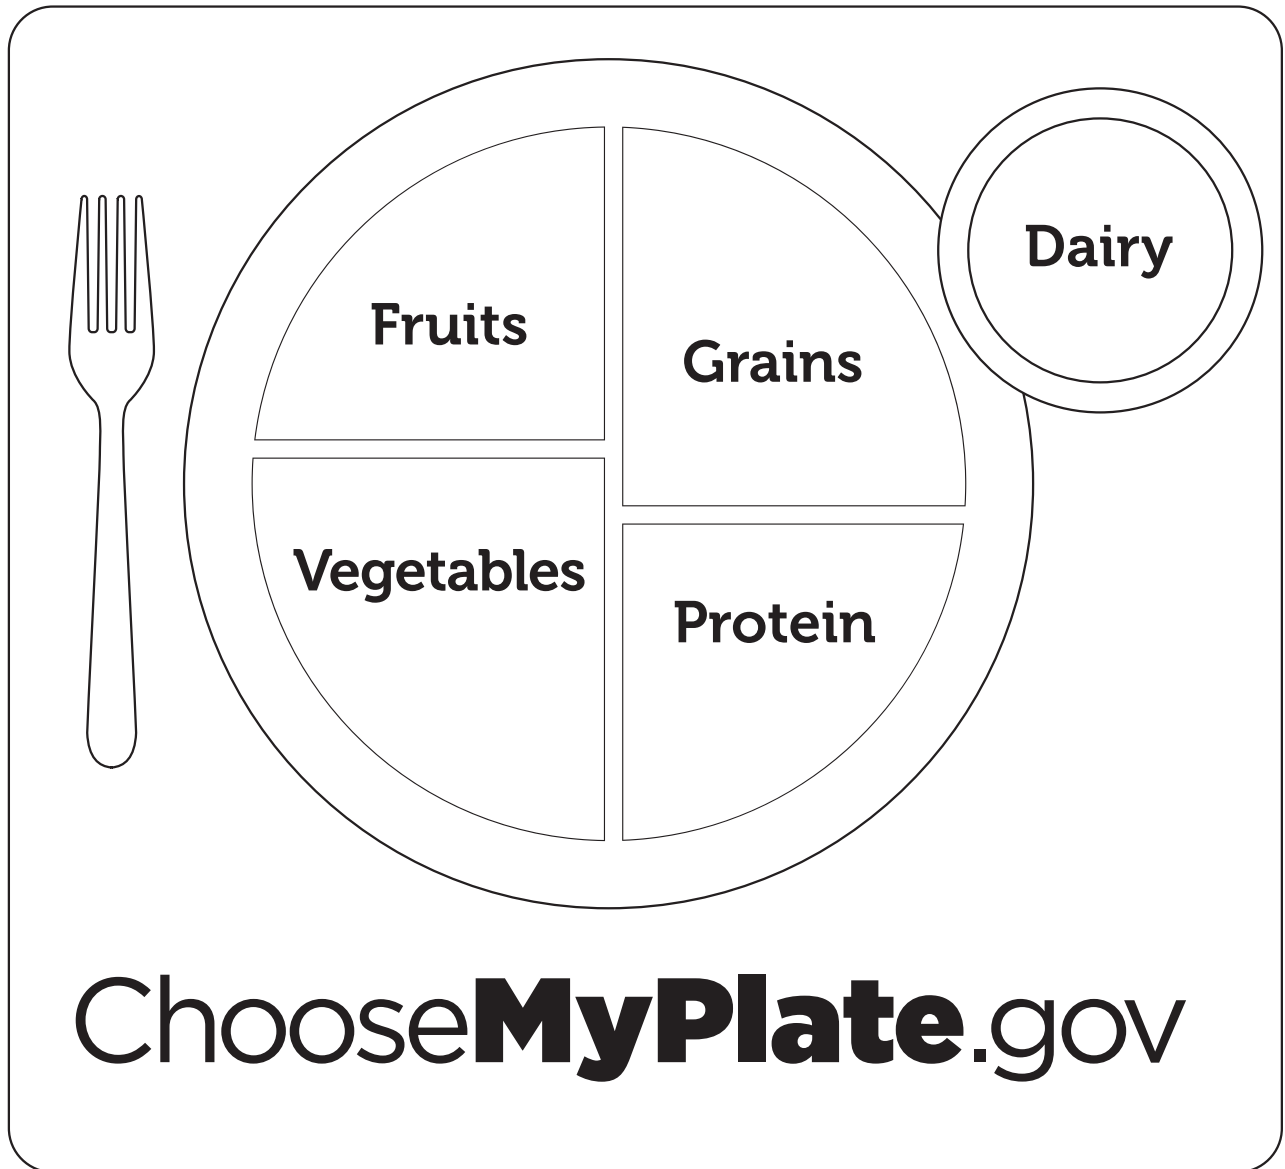 Fruits
Grains
Dairy
Vegetables
Protein
ChooseMyPlate.gov